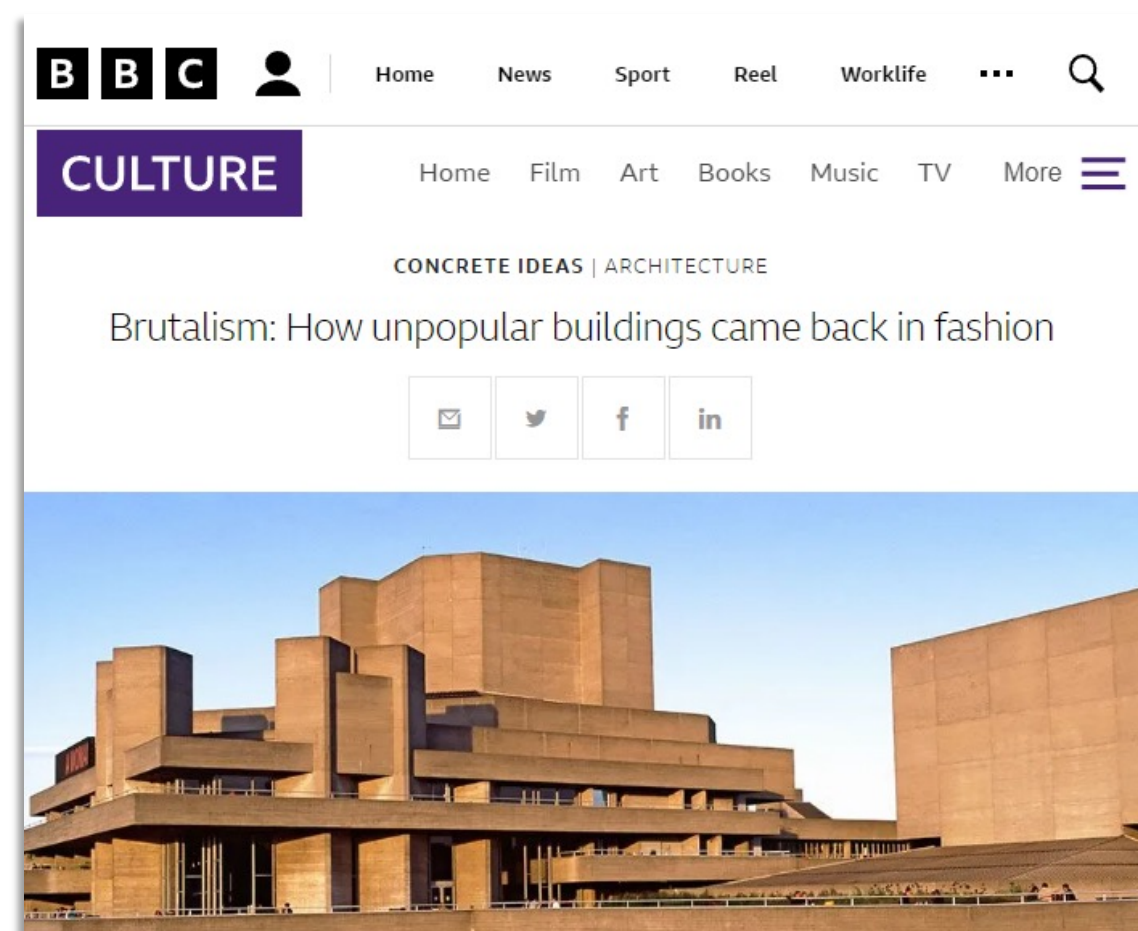 BBC Home News Sport Reel Worklife ...
CULTURE Home Film Art Books Music TV More
CONCRETE IDEAS | ARCHITECTURE
Brutalism: How unpopular buildings came back in fashion
f in